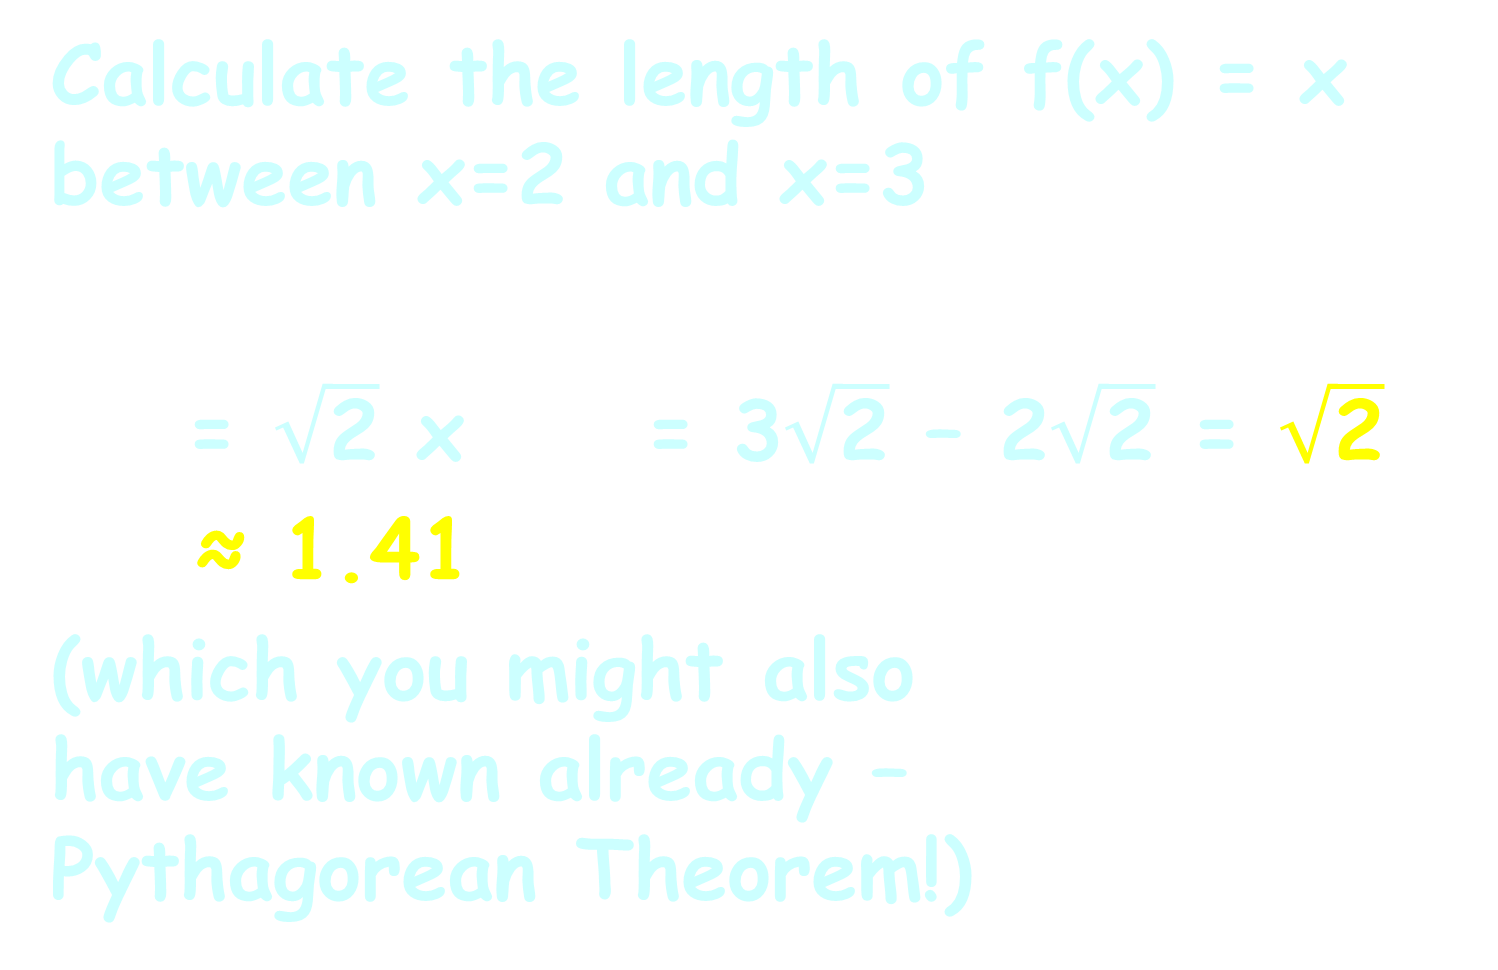 Calculate the length of f(x) = x
between x=2 and x=3
= √2 x = 3√2 – 2√2 = √2
≈ 1.41
(which you might also
have known already –
Pythagorean Theorem!)